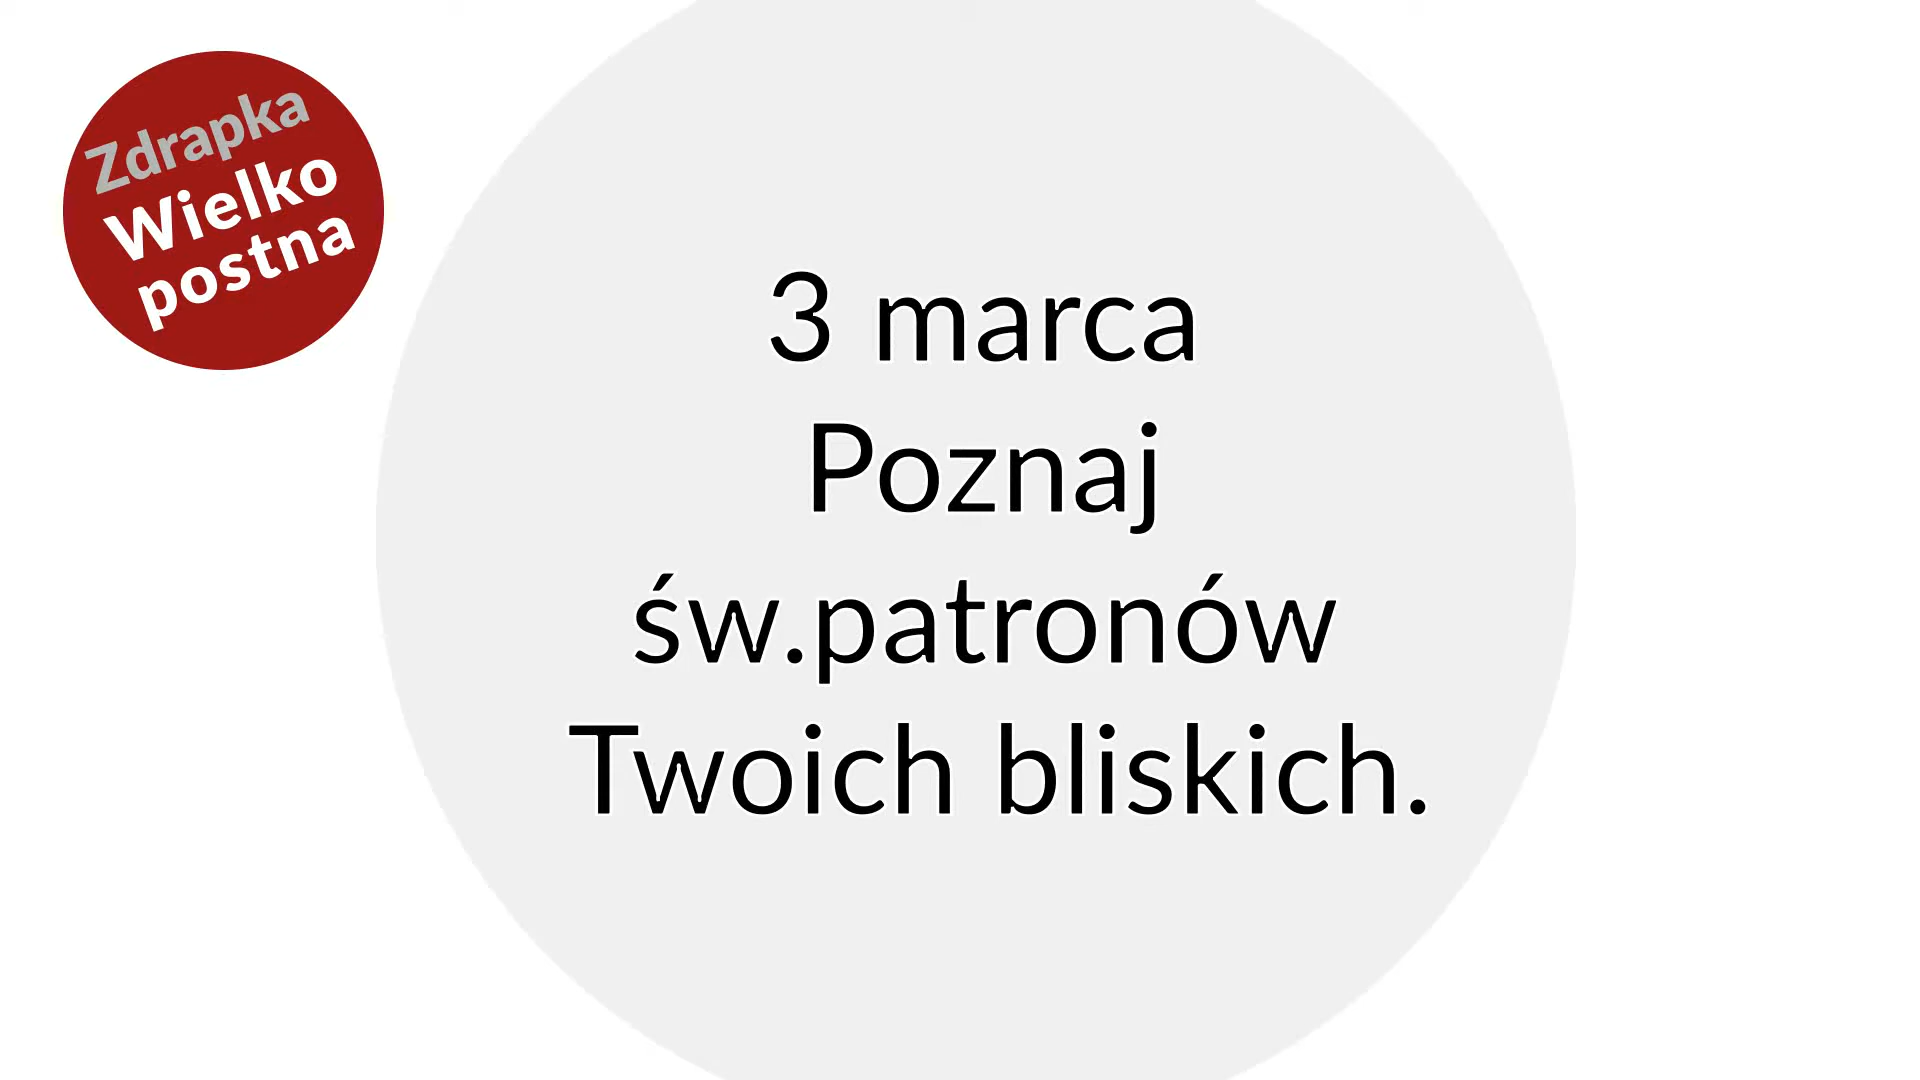 Zdrapka
Wielko
postna
3 marca
Poznaj
św.patronów
Twoich bliskich.